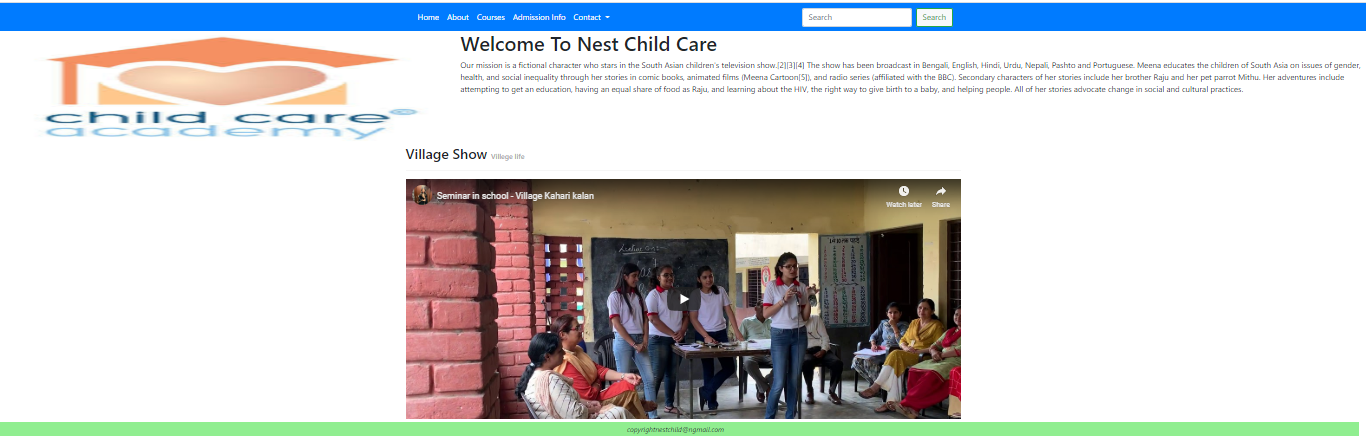 Home About Courses Admission Info Contact Search Search
child care
academy
Welcome To Nest Child Care
Our mission is a fictional character who stars in the South Asian children's television show.[2][3][4] The show has been broadcast in Bengali, English, Hindi, Urdu, Nepali, Pashto and Portuguese. Meena educates the children of South Asia on issues of gender,
health, and social inequality through her stories in comic books, animated films (Meena Cartoon[5]), and radio series (affiliated with the BBC). Secondary characters of her stories include her brother Raju and her pet parrot Mithu. Her adventures include
attempting to get an education, having an equal share of food as Raju, and learning about the HIV, the right way to give birth to a baby, and helping people. All of her stories advocate change in social and cultural practices.
Village Show Village life
Seminar in school - Village Kahari kalan
Watch later Share
copyrightnestchild@ngmail.com